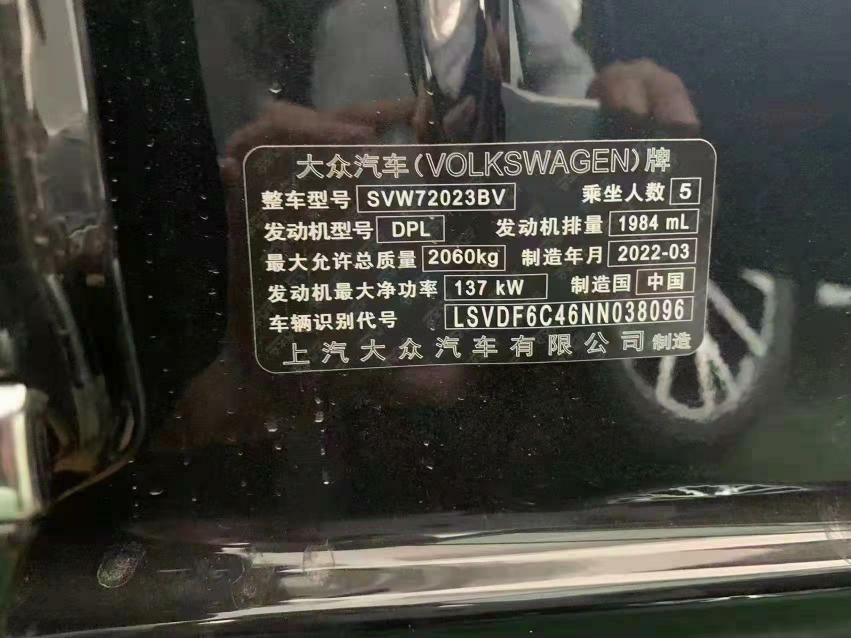 大众汽车(VOLKSWAGEN)牌
整车型号 SVW72023BV 乘坐人数 5
发动机型号 DPL 发动机排量 1984 mL
最大允许总质量 2060kg 制造年月 2022-03
发动机最大净功率 137 kW 制造国 中国
车辆识别代号 LSVDF6C46NN038096
上汽大众汽车有限公司 制造